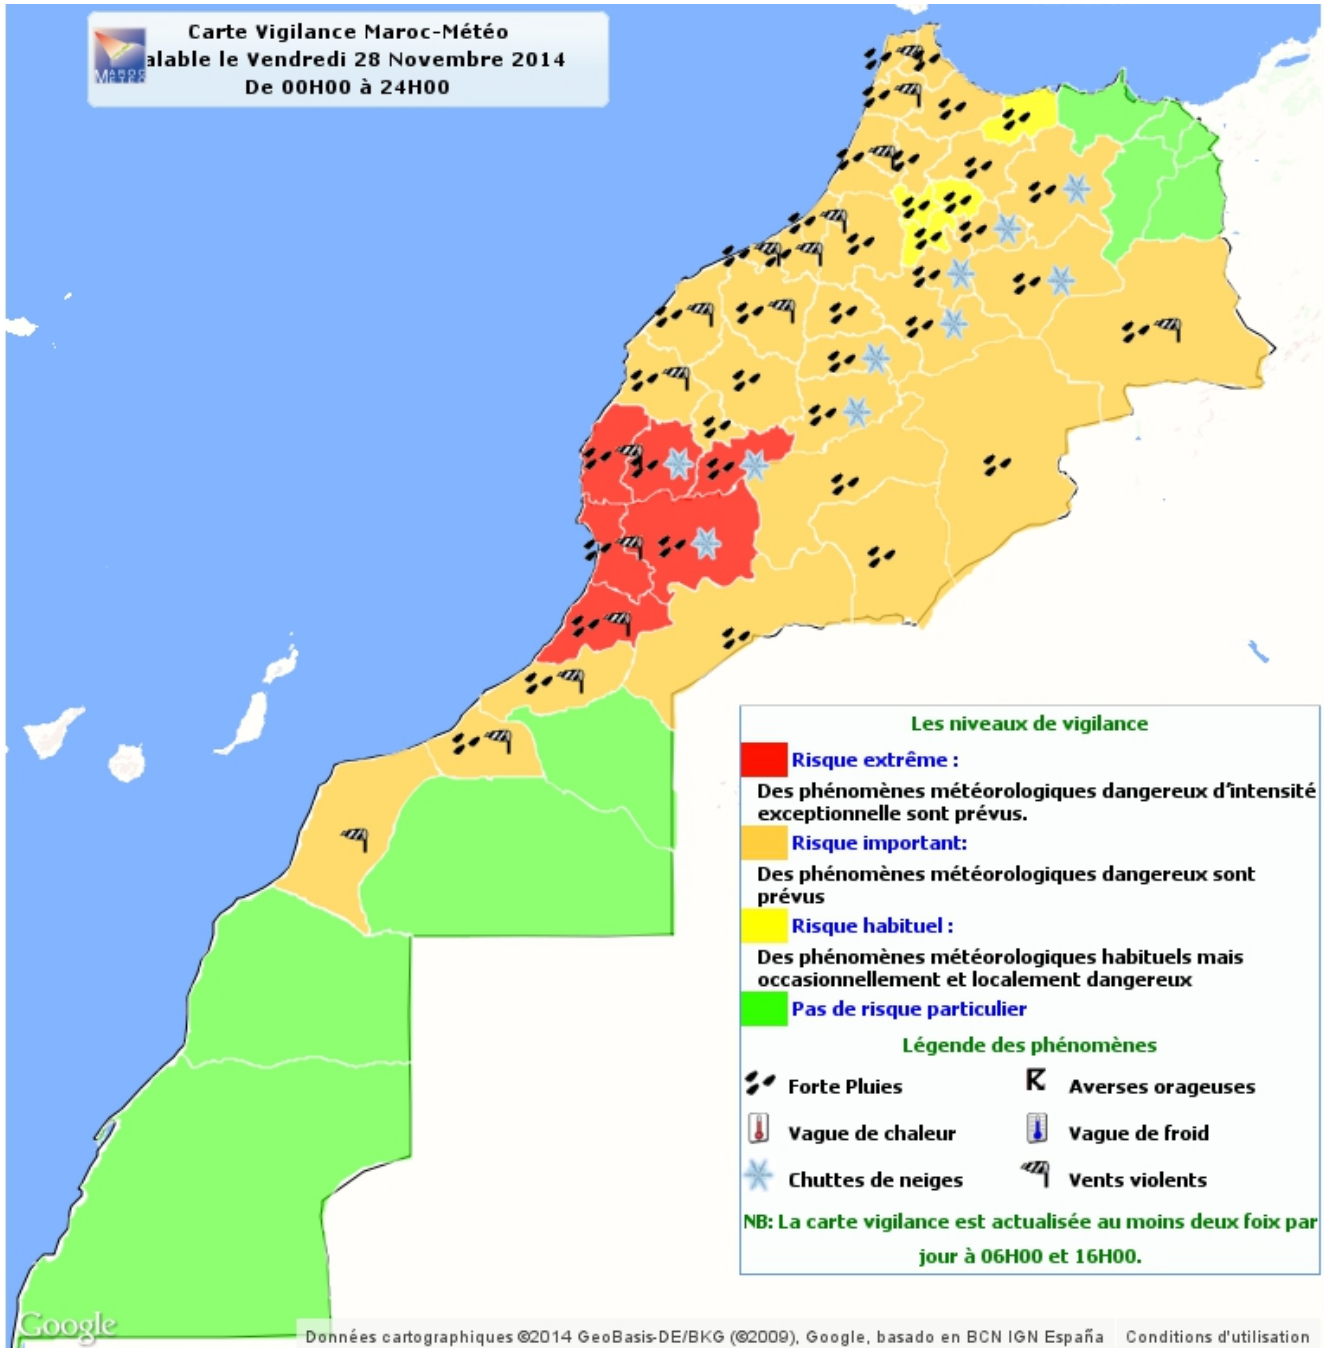 Carte Vigilance Maroc-Météo
alable le Vendredi 28 Novembre 2014
De 00H00 à 24H00
MAROC
METEO
Les niveaux de vigilance
Risque extrême :
Des phénomènes météorologiques dangereux d'intensité
exceptionnelle sont prévus.
Risque important:
Des phénomènes météorologiques dangereux sont
prévus
Risque habituel :
Des phénomènes météorologiques habituels mais
occasionnellement et localement dangereux
Pas de risque particulier
Légende des phénomènes
Forte Pluies
Averses orageuses
Vague de chaleur
Vague de froid
Chuttes de neiges
Vents violents
NB: La carte vigilance est actualisée au moins deux foix par
jour à 06H00 et 16H00.
Google
Données cartographiques ©2014 GeoBasis-DE/BKG (©2009), Google, basado en BCN IGN España
Conditions d'utilisation